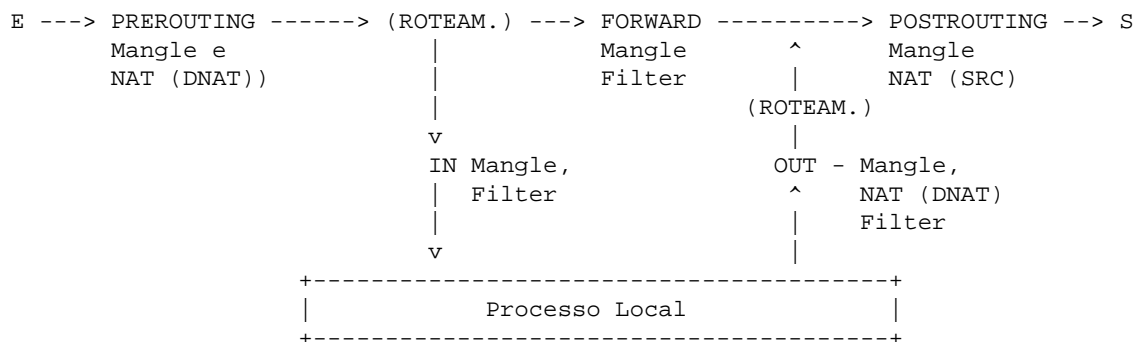 E ---> PREROUTING ------> (ROTEAM.) ---> FORWARD ----------> POSTROUTING --> S
       Mangle e              |           Mangle       ^      Mangle
       NAT (DNAT))           |           Filter       |      NAT (SRC)
                             |                     (ROTEAM.)
                             v                        |
                             IN Mangle,              OUT - Mangle,
                             |  Filter                ^    NAT (DNAT)
                             |                        |    Filter
                             v                        |
                    +----------------------------------------+
                    |            Processo Local              |
                    +----------------------------------------+